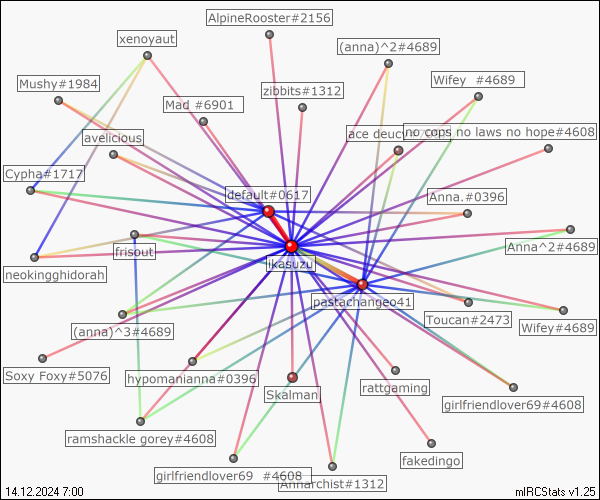 AlpineRooster#2156
xenoyaut
(anna)^2#4689
Mushy#1984
zibbits#1312
Wifey #4689
Mad #6901
avelicious
ace deucy
no cops no laws no hope#4608
Cypha#1717
default#0617
Anna.#0396
frisout
Anna^2#4689
neokingghidorah
ikasuzu
pastachangeo41
(anna)^3#4689
Toucan#2473
Wifey#4689
Soxy Foxy#5076
hypomanianna#0396
Skalman
rattgaming
girlfriendlover69#4608
ramshackle gorey#4608
fakedingo
girlfriendlover69 #4608
Annarchist#1312
14.12.2024 7:00
mIRCStats v1.25